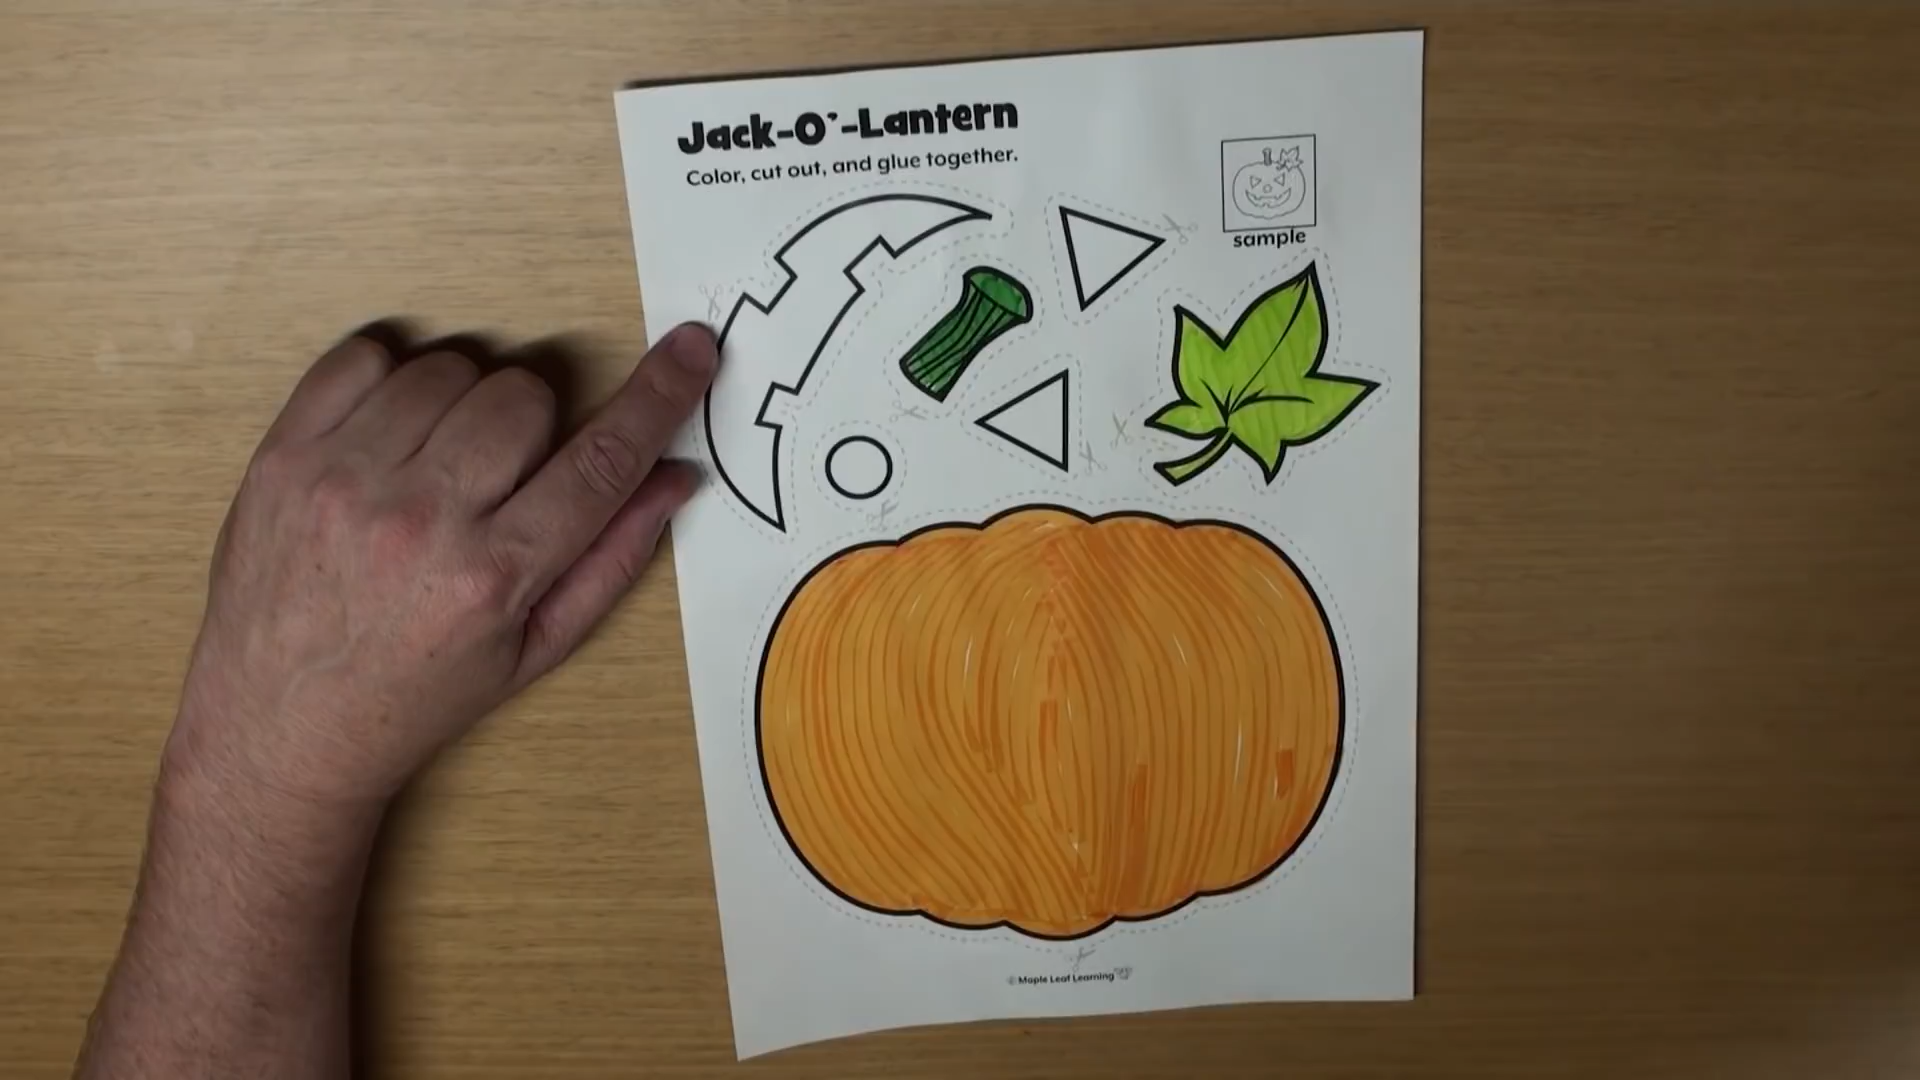 Jack-O'-Lantern
Color, cut out, and glue together.
sample
© Maple Leaf Learning